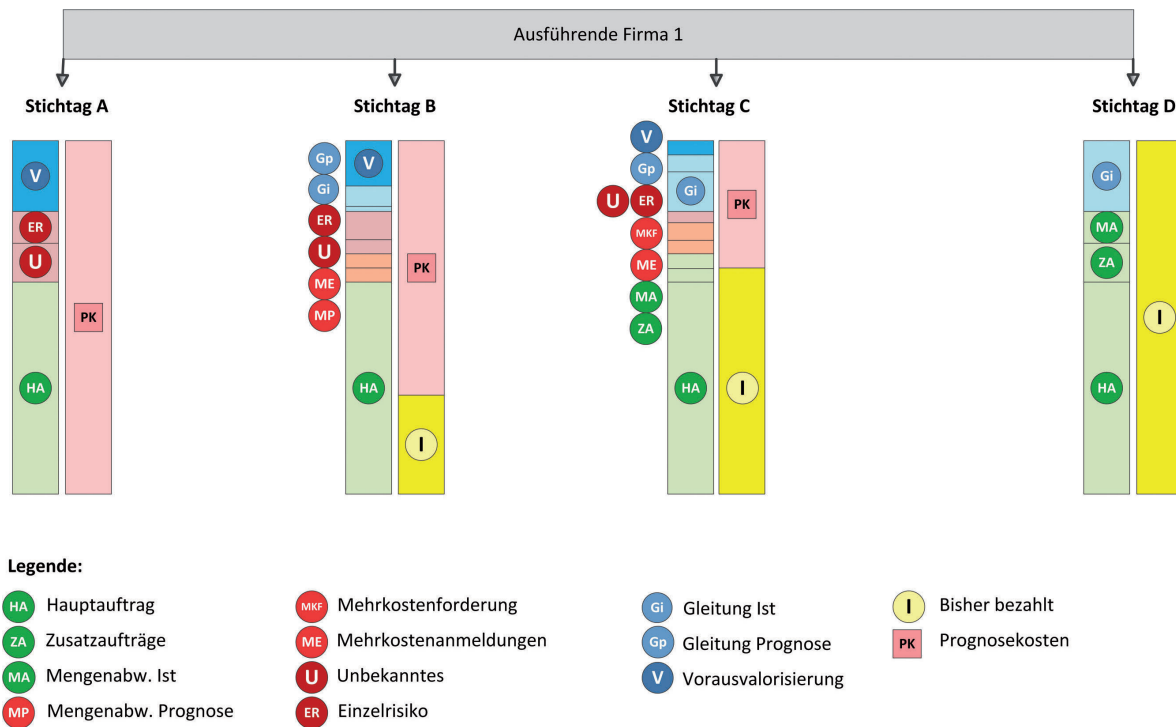 Ausführende Firma 1
Stichtag A
Stichtag B
Stichtag C
Stichtag D
V
ER
U
HA
PK
Gp
Gi
ER
U
ME
MP
V
HA
PK
I
V
Gp
U ER
MKF
ME
MA
ZA
Gi
HA
PK
I
Gi
MA
ZA
HA
I
Legende:
HA Hauptauftrag
ZA Zusatzaufträge
MA Mengenabw. Ist
MP Mengenabw. Prognose
MKF Mehrkostenforderung
ME Mehrkostenanmeldungen
U Unbekanntes
ER Einzelrisiko
Gi Gleitung Ist
Gp Gleitung Prognose
V Vorausvalorisierung
I Bisher bezahlt
PK Prognosekosten